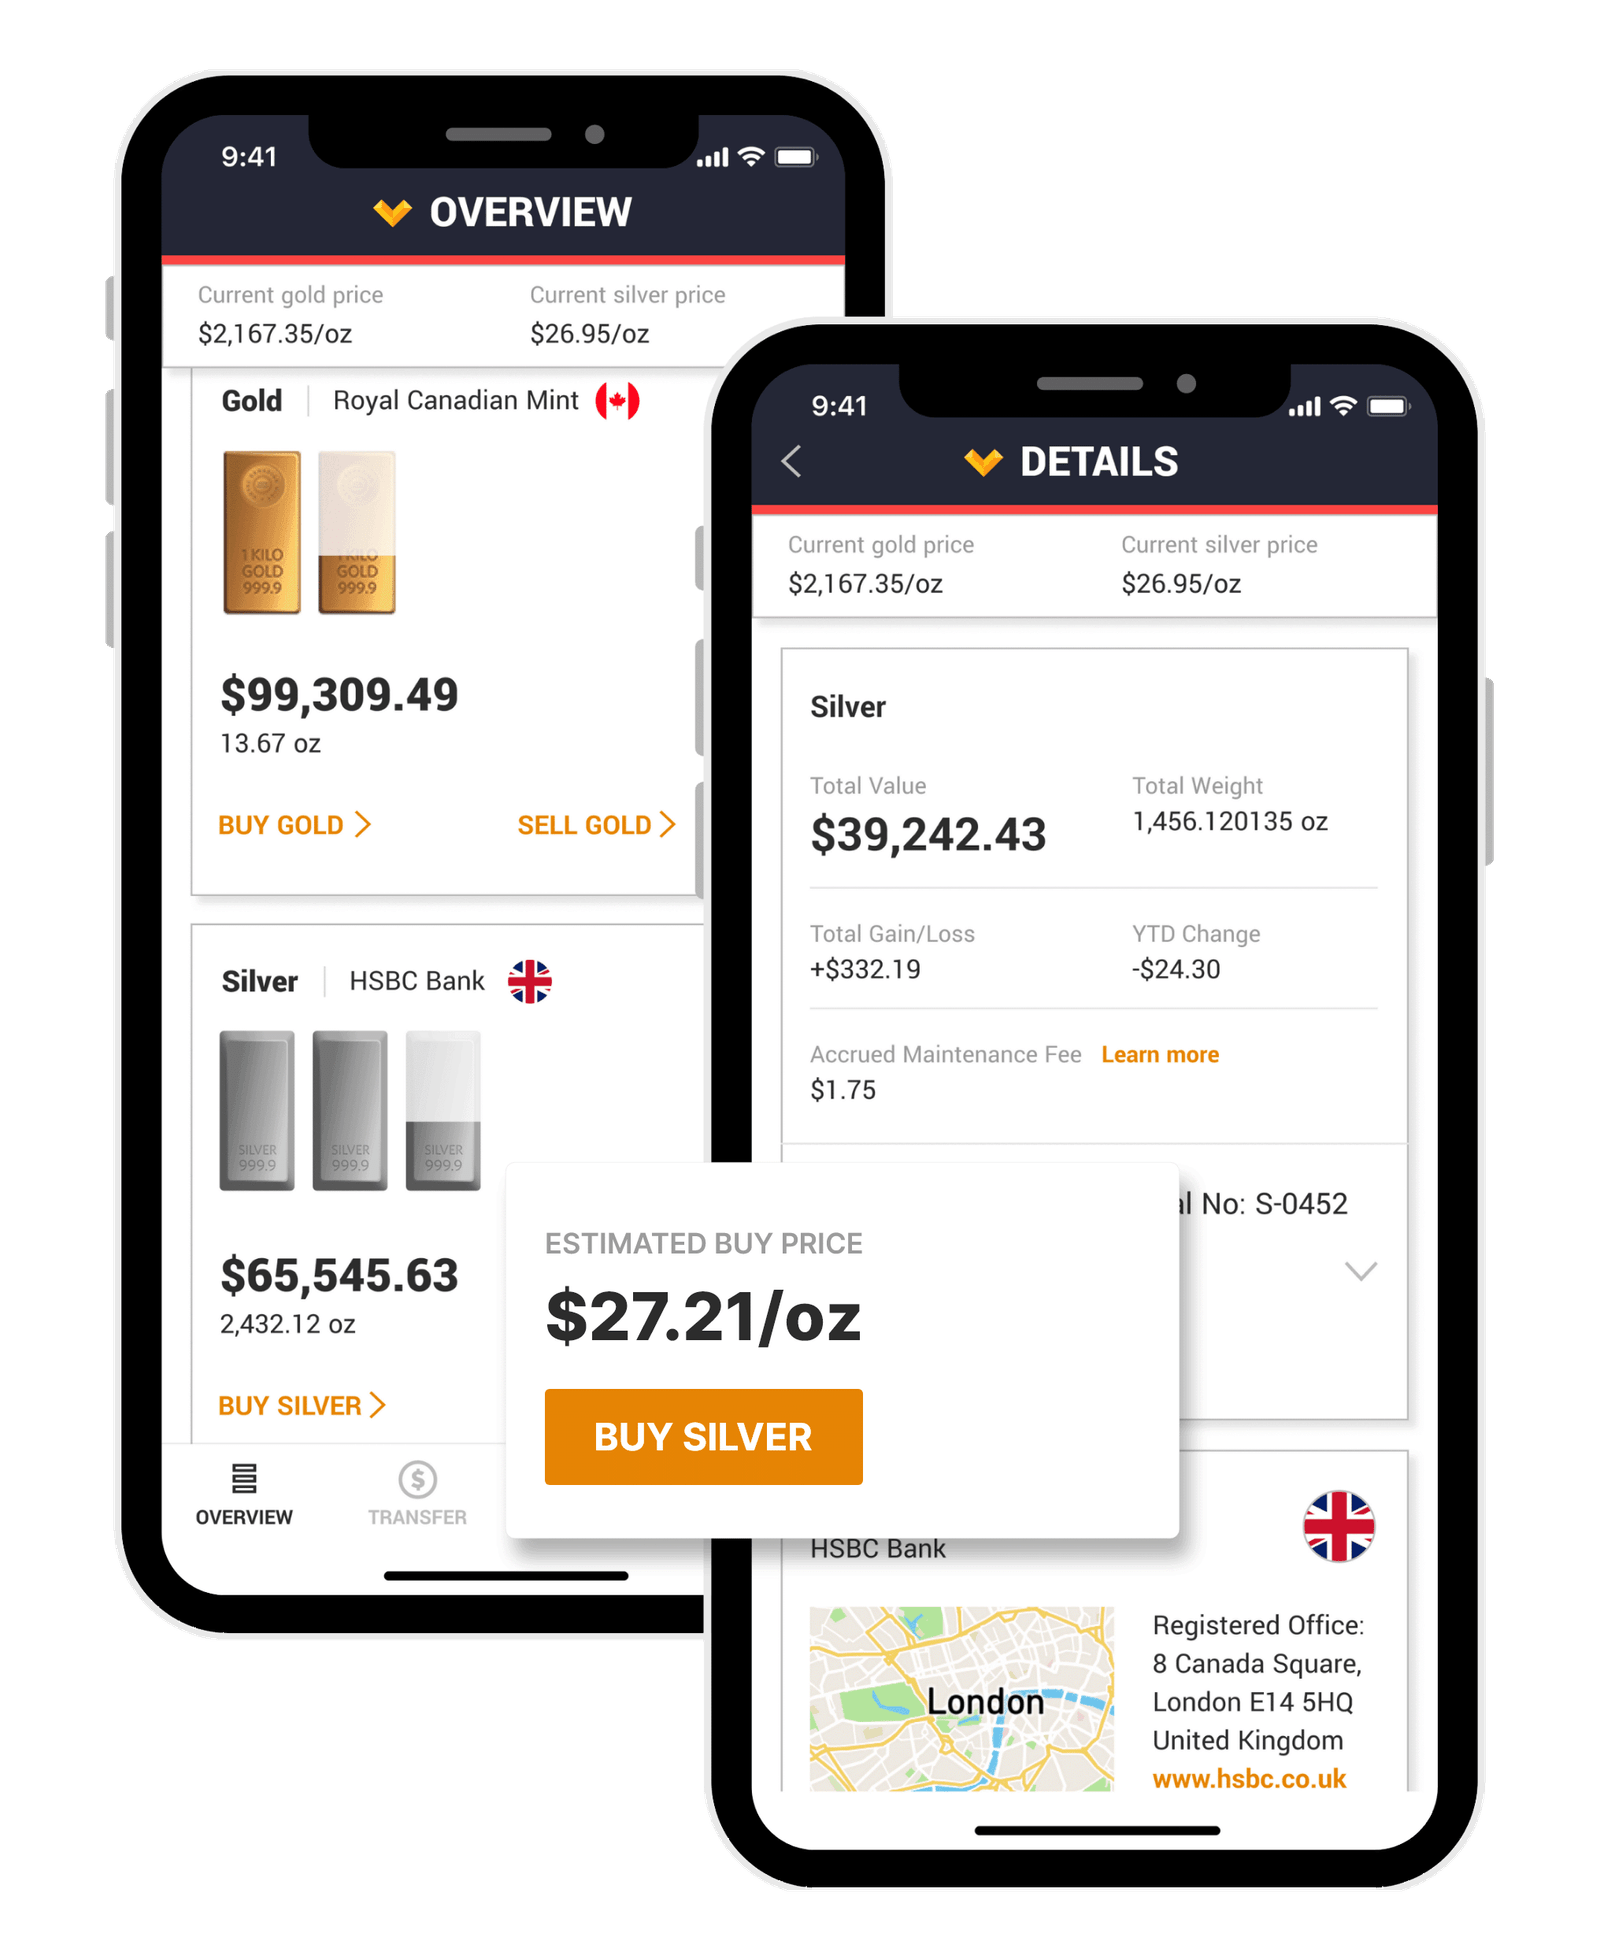 9:41
OVERVIEW
Current gold price
Current silver price
$2,167.35/oz
$26.95/oz
Gold
Royal Canadian Mint
1 KILO
GOLD
999.9
1 KILO
GOLD
999.9
$99,309.49
13.67 oz
BUY GOLD
SELL GOLD
Silver
HSBC Bank
SILVER
999.9
SILVER
999.9
SILVER
999.9
$65,545.63
2,432.12 oz
BUY SILVER
OVERVIEW
TRANSFER
9:41
DETAILS
Current gold price
Current silver price
$2,167.35/oz
$26.95/oz
Silver
Total Value
Total Weight
$39,242.43
1,456.120135 oz
Total Gain/Loss
YTD Change
+$332.19
-$24.30
Accrued Maintenance Fee Learn more
$1.75
No: S-0452
ESTIMATED BUY PRICE
$27.21/oz
BUY SILVER
HSBC Bank
London
Registered Office:
8 Canada Square,
London E14 5HQ
United Kingdom
www.hsbc.co.uk